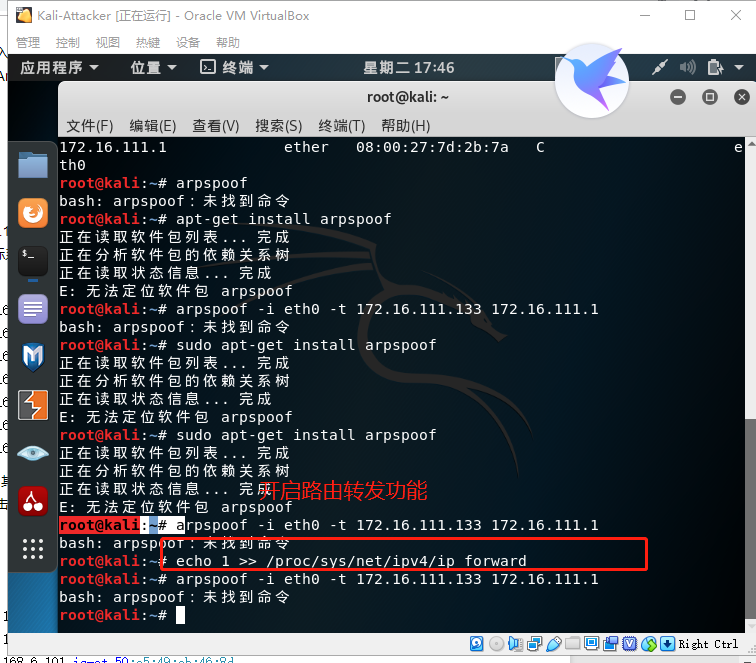 Kali-Attacker [正在运行] - Oracle VM VirtualBox
管理 控制 视图 热键 设备 帮助
应用程序 位置 终端 星期二 17:46
root@kali: ~
文件(F) 编辑(E) 查看(V) 搜索(S) 终端(T) 帮助(H)
172.16.111.1 ether 08:00:27:7d:2b:7a C e
th0
root@kali:~# arpspoof
bash: arpspoof：未找到命令
root@kali:~# apt-get install arpspoof
正在读取软件包列表... 完成
正在分析软件包的依赖关系树
正在读取状态信息... 完成
E: 无法定位软件包 arpspoof
root@kali:~# arpspoof -i eth0 -t 172.16.111.133 172.16.111.1
bash: arpspoof：未找到命令
root@kali:~# sudo apt-get install arpspoof
正在读取软件包列表... 完成
正在分析软件包的依赖关系树
正在读取状态信息... 完成
E: 无法定位软件包 arpspoof
root@kali:~# sudo apt-get install arpspoof
正在读取软件包列表... 完成
正在分析软件包的依赖关系树
正在读取状态信息... 完成
开启路由转发功能
E: 无法定位软件包 arpspoof
root@kali:~# arpspoof -i eth0 -t 172.16.111.133 172.16.111.1
bash: arpspoof：未找到命令
root@kali:~# echo 1 >> /proc/sys/net/ipv4/ip_forward
root@kali:~# arpspoof -i eth0 -t 172.16.111.133 172.16.111.1
bash: arpspoof：未找到命令
root@kali:~#
Right Ctrl